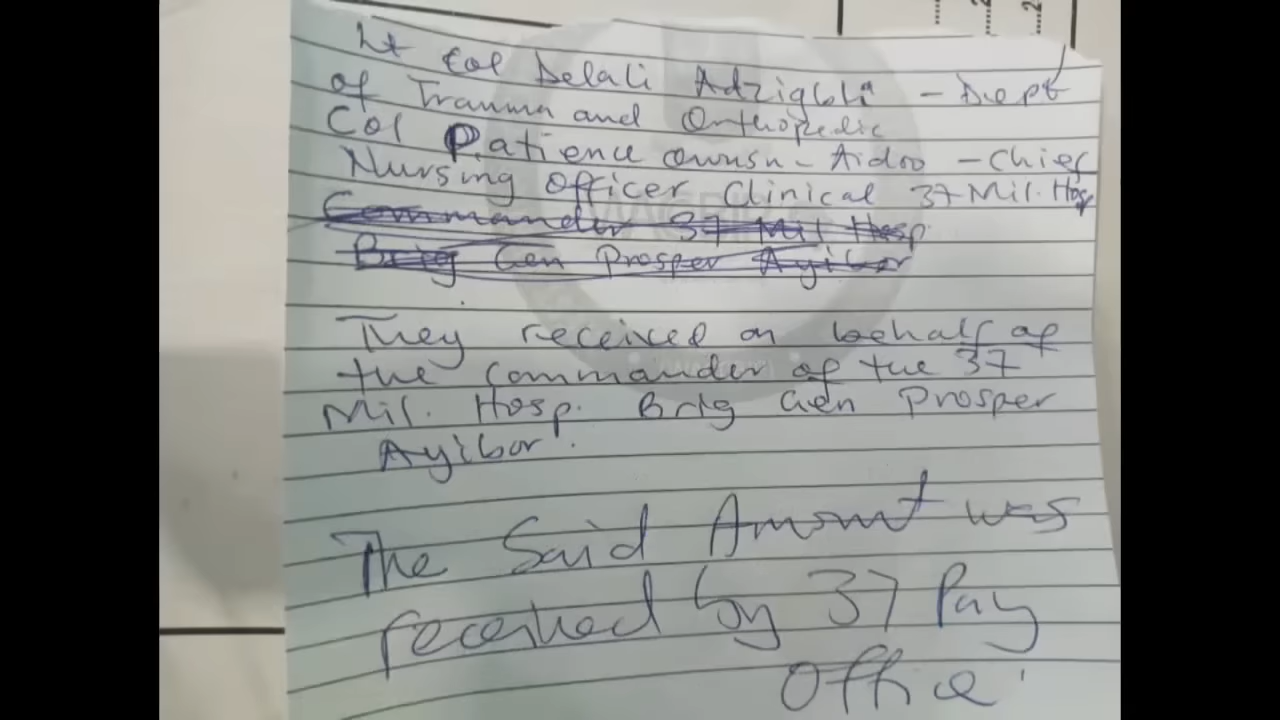 Lt Col Delali Adzigbli - Dept
of Trauma and Orthopedic
Col Patience Owusu - Aidoo - Chief
Nursing Officer Clinical 37 Mil. Hosp
Commander 37 Mil Hosp
Brig Gen Prosper Ayibor
They received on behalf of
the Commander of the 37
Mil. Hosp. Brig Gen Prosper
Ayibor.
The Said Amount was
received by 37 Pay
Office.